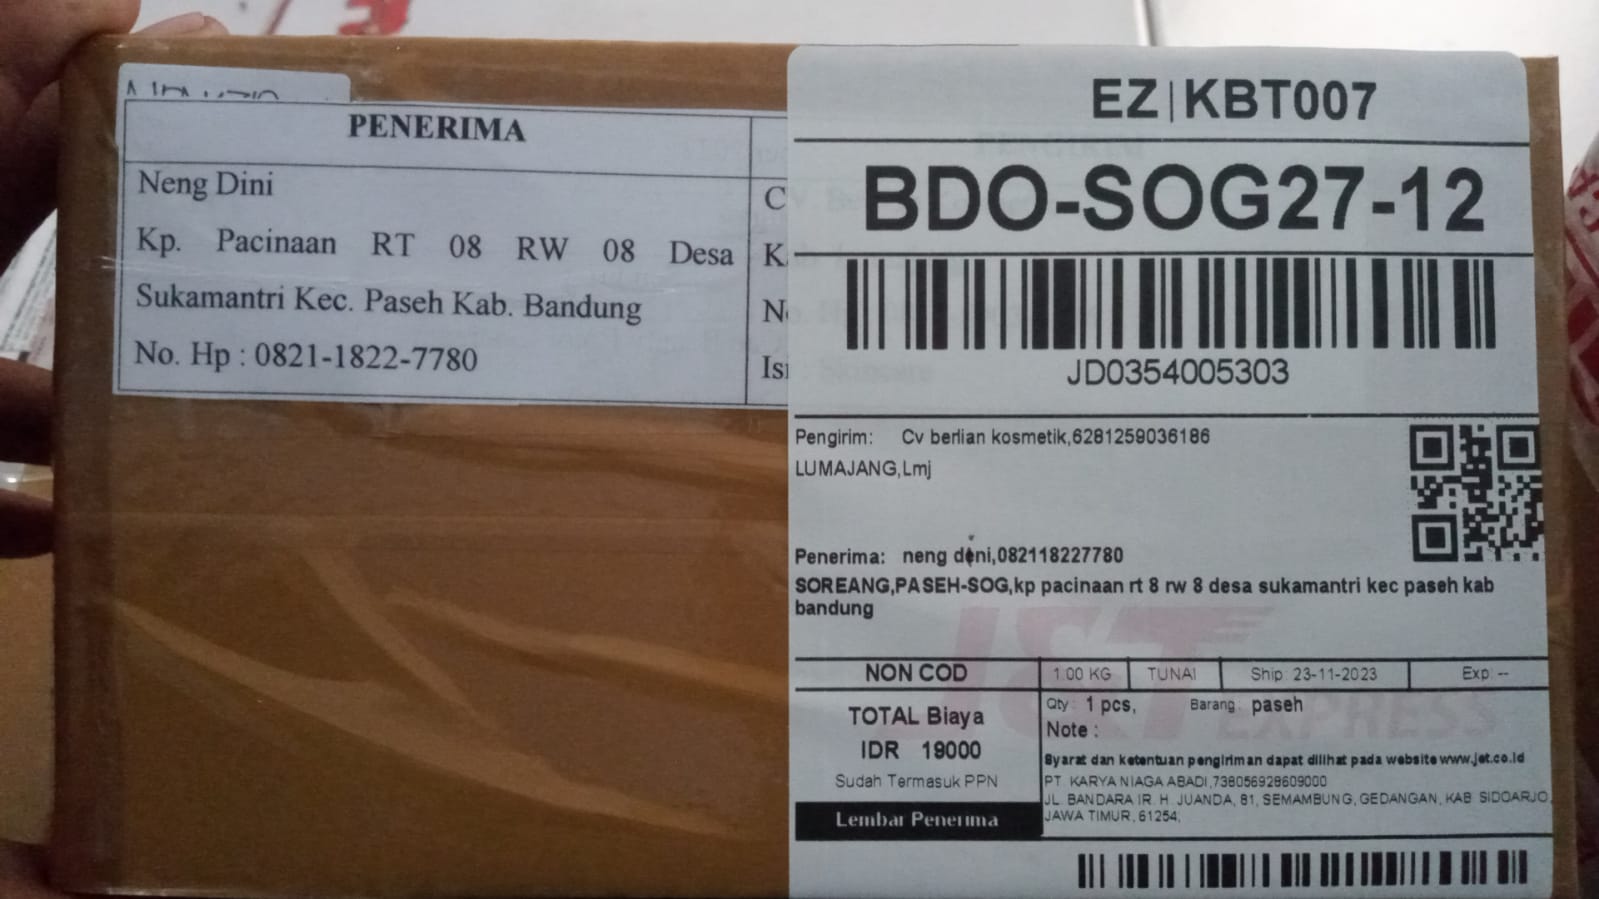 PENERIMA
Neng Dini
Kp. Pacinaan RT 08 RW 08 Desa
Sukamantri Kec. Paseh Kab. Bandung
No. Hp : 0821-1822-7780
EZ|KBT007
BDO-SOG27-12
JD0354005303
Pengirim: Cv berlian kosmetik,6281259036186
LUMAJANG,Lmj
Penerima: neng dini,082118227780
SOREANG,PASEH-SOG,kp pacinaan rt 8 rw 8 desa sukamantri kec paseh kab
bandung
J&T EXPRESS
NON COD 1.00 KG TUNAI Ship: 23-11-2023 Exp: --
TOTAL Biaya
IDR 19000
Sudah Termasuk PPN
Lembar Penerima
Qty: 1 pcs, Barang: paseh
Note :
Syarat dan ketentuan pengiriman dapat dilihat pada website www.jet.co.id
PT. KARYA NIAGA ABADI,738056928609000
JL. BANDARA IR. H. JUANDA, 81, SEMAMBUNG, GEDANGAN, KAB. SIDOARJO,
JAWA TIMUR, 61254;